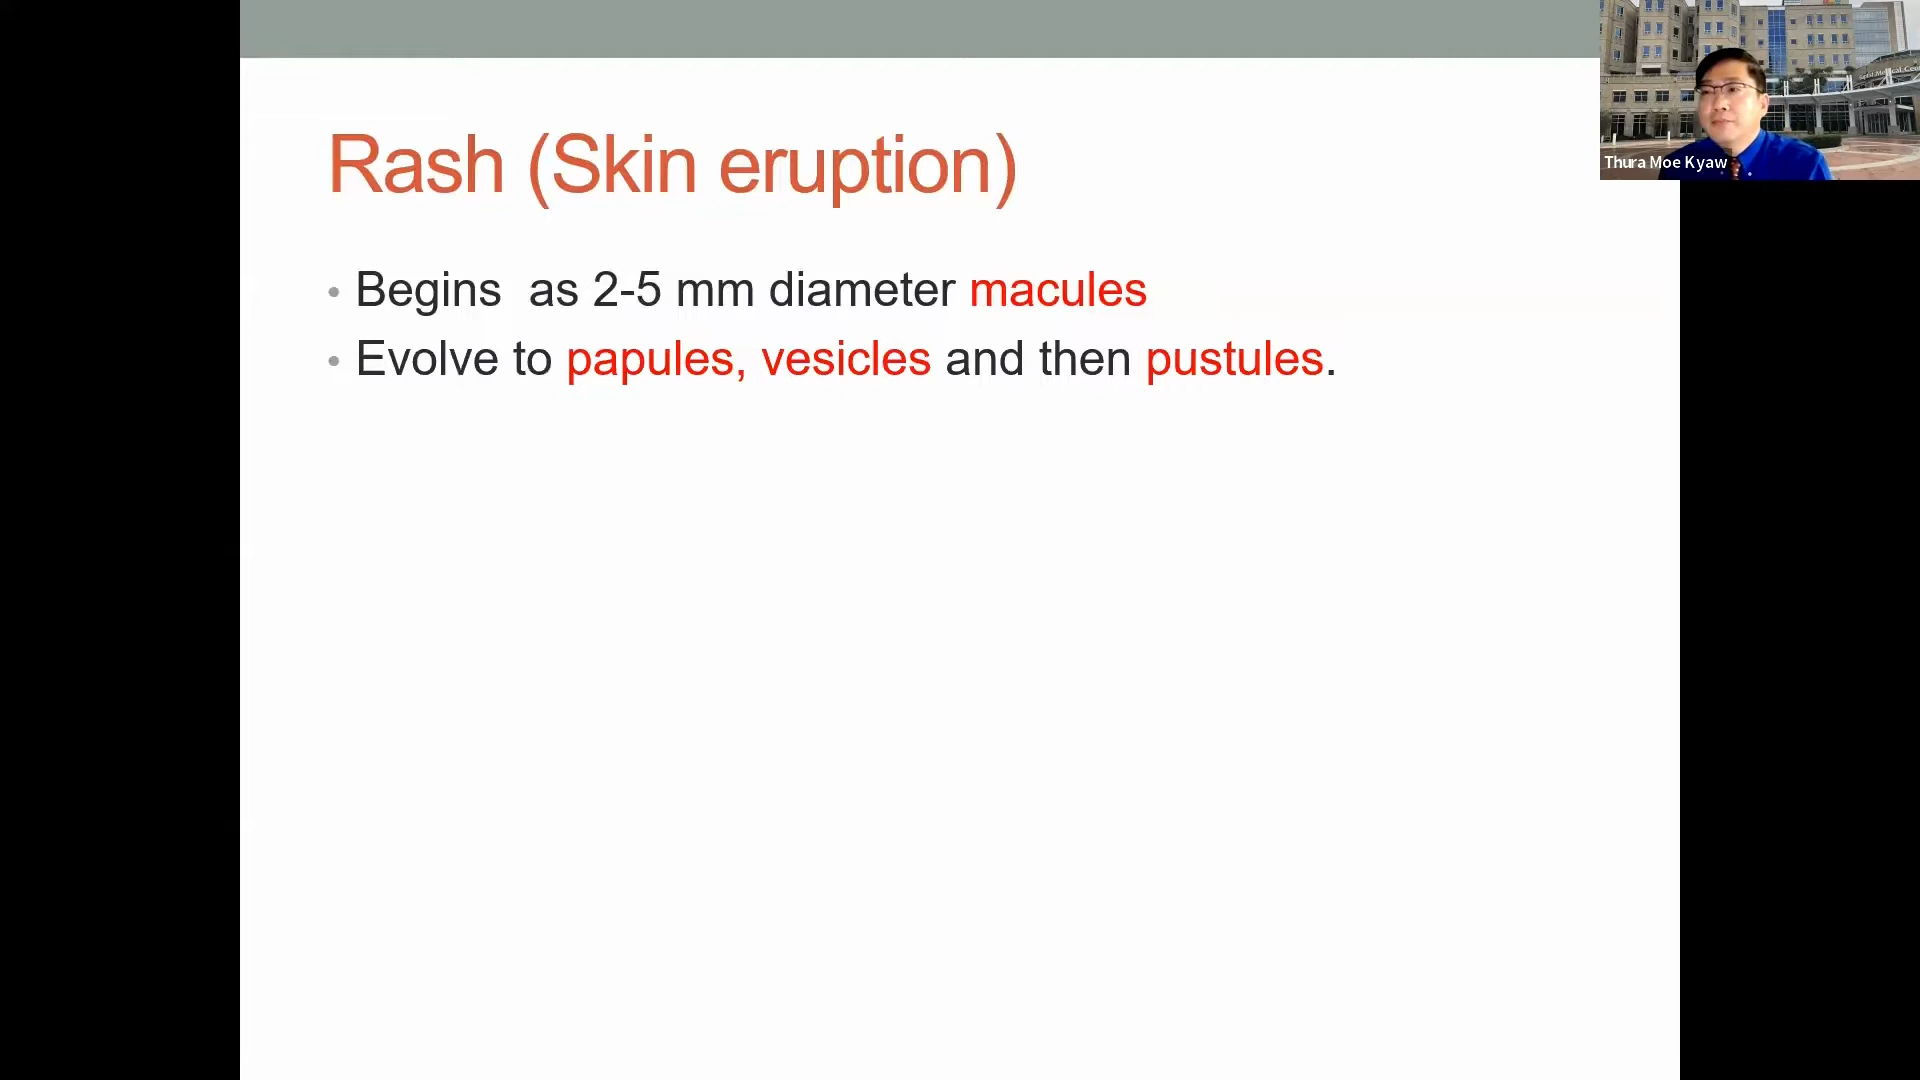 Rash (Skin eruption)
• Begins  as 2-5 mm diameter macules
• Evolve to papules, vesicles and then pustules.
Thura Moe Kyaw